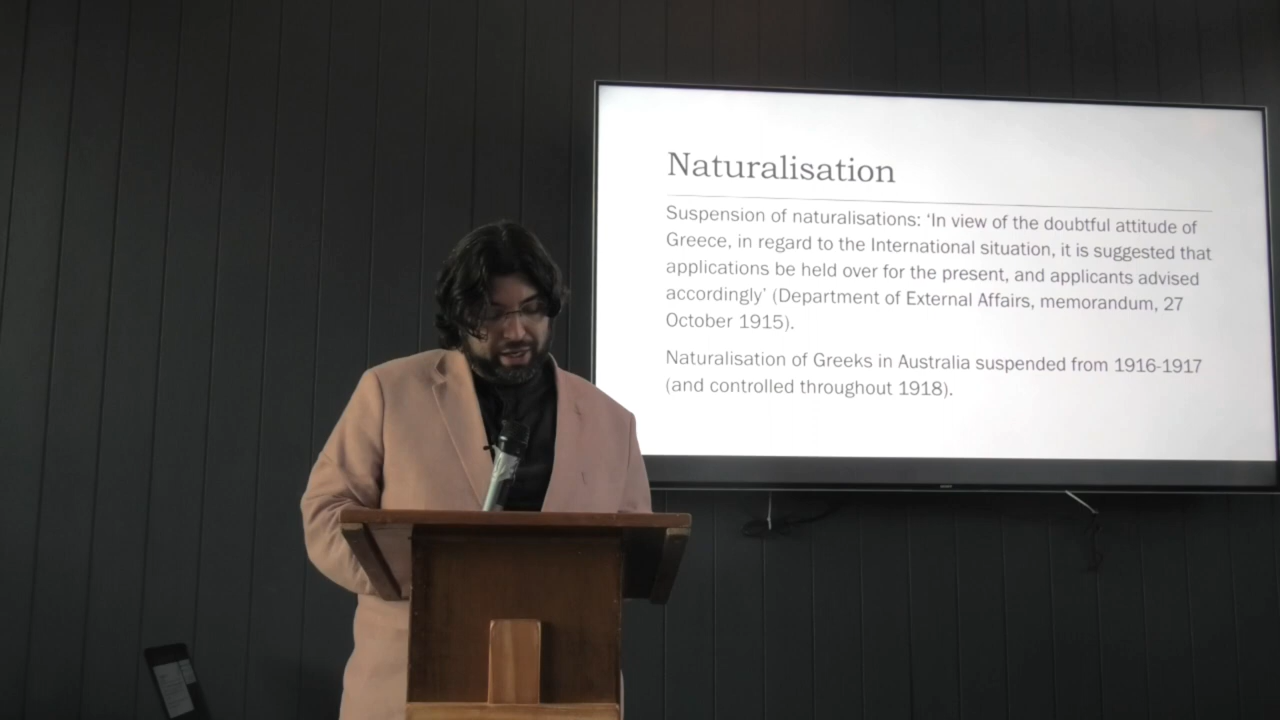 Naturalisation
Suspension of naturalisations: ‘In view of the doubtful attitude of
Greece, in regard to the International situation, it is suggested that
applications be held over for the present, and applicants advised
accordingly’ (Department of External Affairs, memorandum, 27
October 1915).
Naturalisation of Greeks in Australia suspended from 1916-1917
(and controlled throughout 1918).